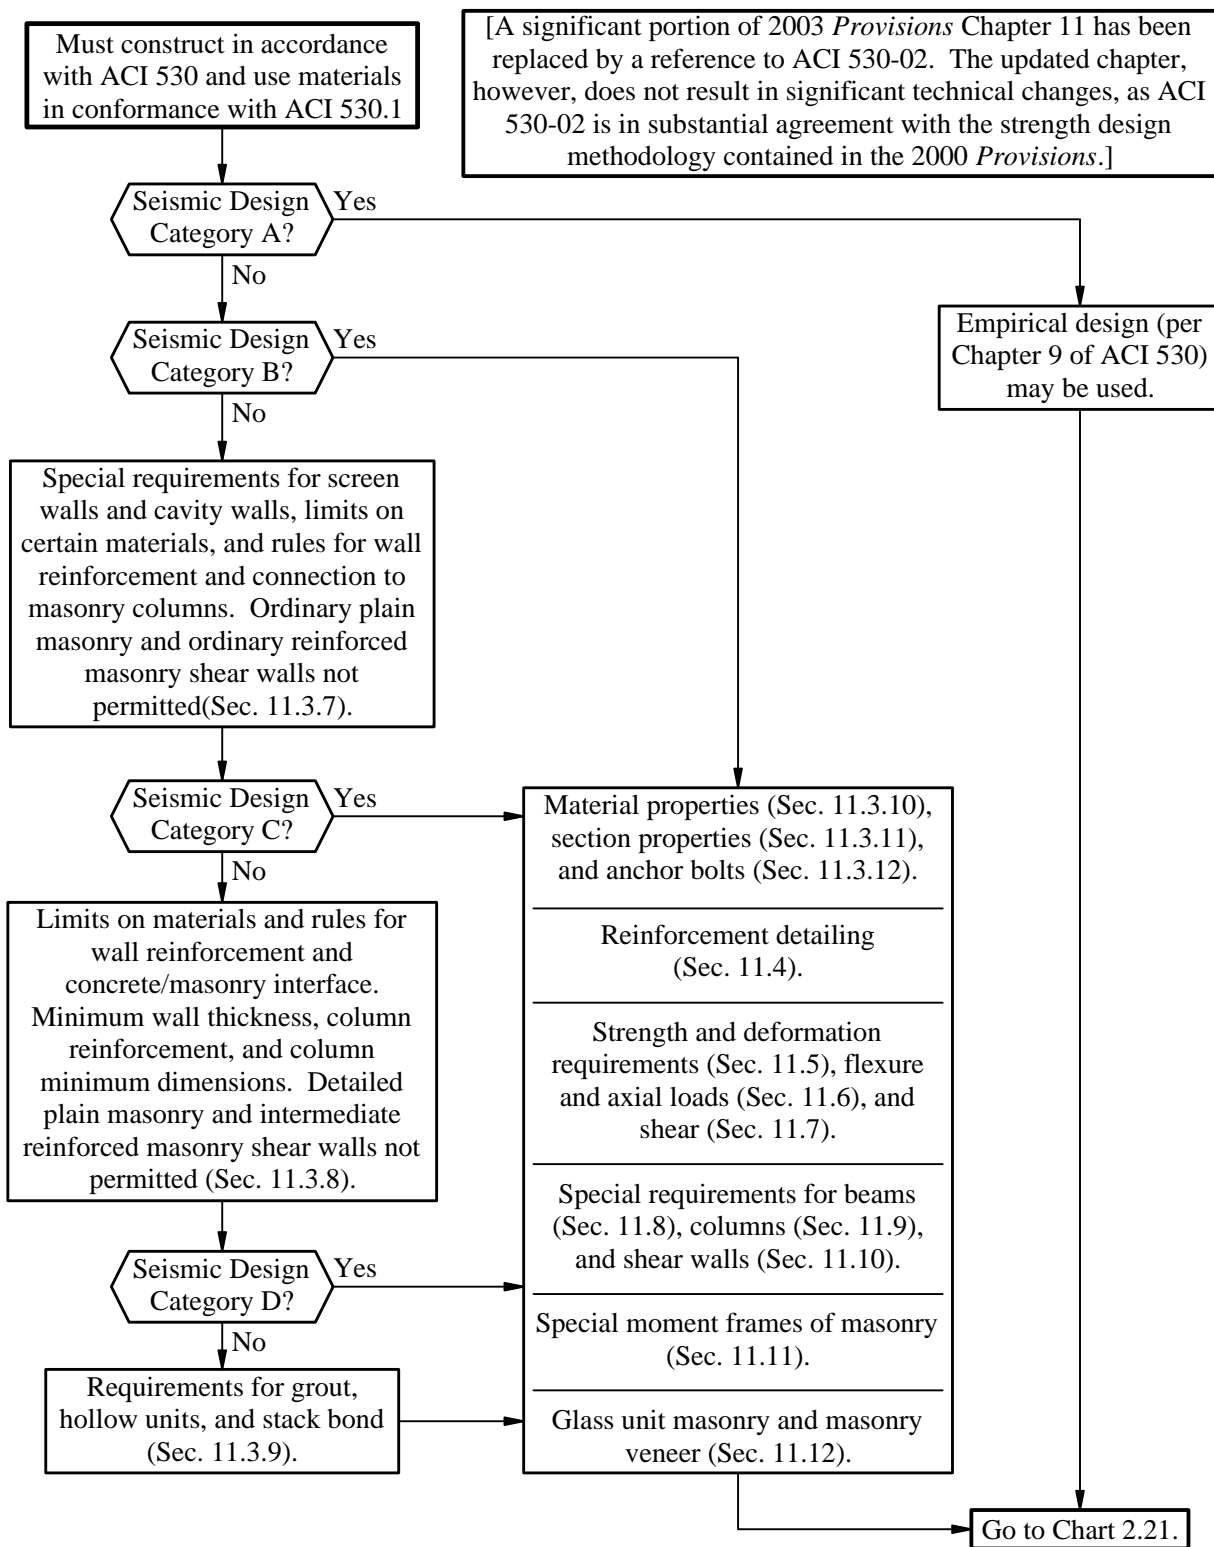 Must construct in accordance
with ACI 530 and use materials
in conformance with ACI 530.1
[A significant portion of 2003 Provisions Chapter 11 has been
replaced by a reference to ACI 530-02.  The updated chapter,
however, does not result in significant technical changes, as ACI
530-02 is in substantial agreement with the strength design
methodology contained in the 2000 Provisions.]
Seismic Design
Category A?
Yes
No
Seismic Design
Category B?
Yes
No
Empirical design (per
Chapter 9 of ACI 530)
may be used.
Special requirements for screen
walls and cavity walls, limits on
certain materials, and rules for wall
reinforcement and connection to
masonry columns.  Ordinary plain
masonry and ordinary reinforced
masonry shear walls not
permitted(Sec. 11.3.7).
Seismic Design
Category C?
Yes
No
Material properties (Sec. 11.3.10),
section properties (Sec. 11.3.11),
and anchor bolts (Sec. 11.3.12).
Reinforcement detailing
(Sec. 11.4).
Strength and deformation
requirements (Sec. 11.5), flexure
and axial loads (Sec. 11.6), and
shear (Sec. 11.7).
Special requirements for beams
(Sec. 11.8), columns (Sec. 11.9),
and shear walls (Sec. 11.10).
Special moment frames of masonry
(Sec. 11.11).
Glass unit masonry and masonry
veneer (Sec. 11.12).
Limits on materials and rules for
wall reinforcement and
concrete/masonry interface.
Minimum wall thickness, column
reinforcement, and column
minimum dimensions.  Detailed
plain masonry and intermediate
reinforced masonry shear walls not
permitted (Sec. 11.3.8).
Seismic Design
Category D?
Yes
No
Requirements for grout,
hollow units, and stack bond
(Sec. 11.3.9).
Go to Chart 2.21.